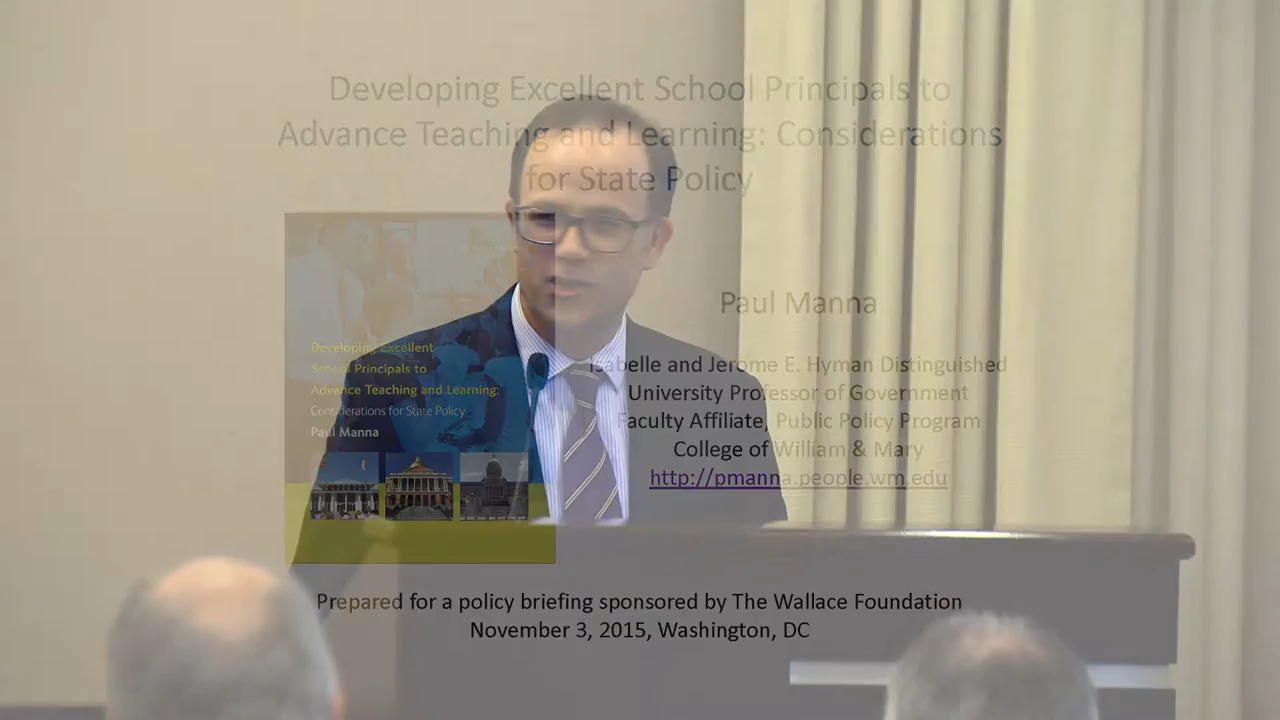 Developing Excellent School Principals to
Advance Teaching and Learning: Considerations
for State Policy
Developing Excellent
School Principals to
Advance Teaching and Learning:
Considerations for State Policy
Paul Manna
Paul Manna
Isabelle and Jerome E. Hyman Distinguished
University Professor of Government
Faculty Affiliate, Public Policy Program
College of William & Mary
http://pmanna.people.wm.edu
Prepared for a policy briefing sponsored by The Wallace Foundation
November 3, 2015, Washington, DC